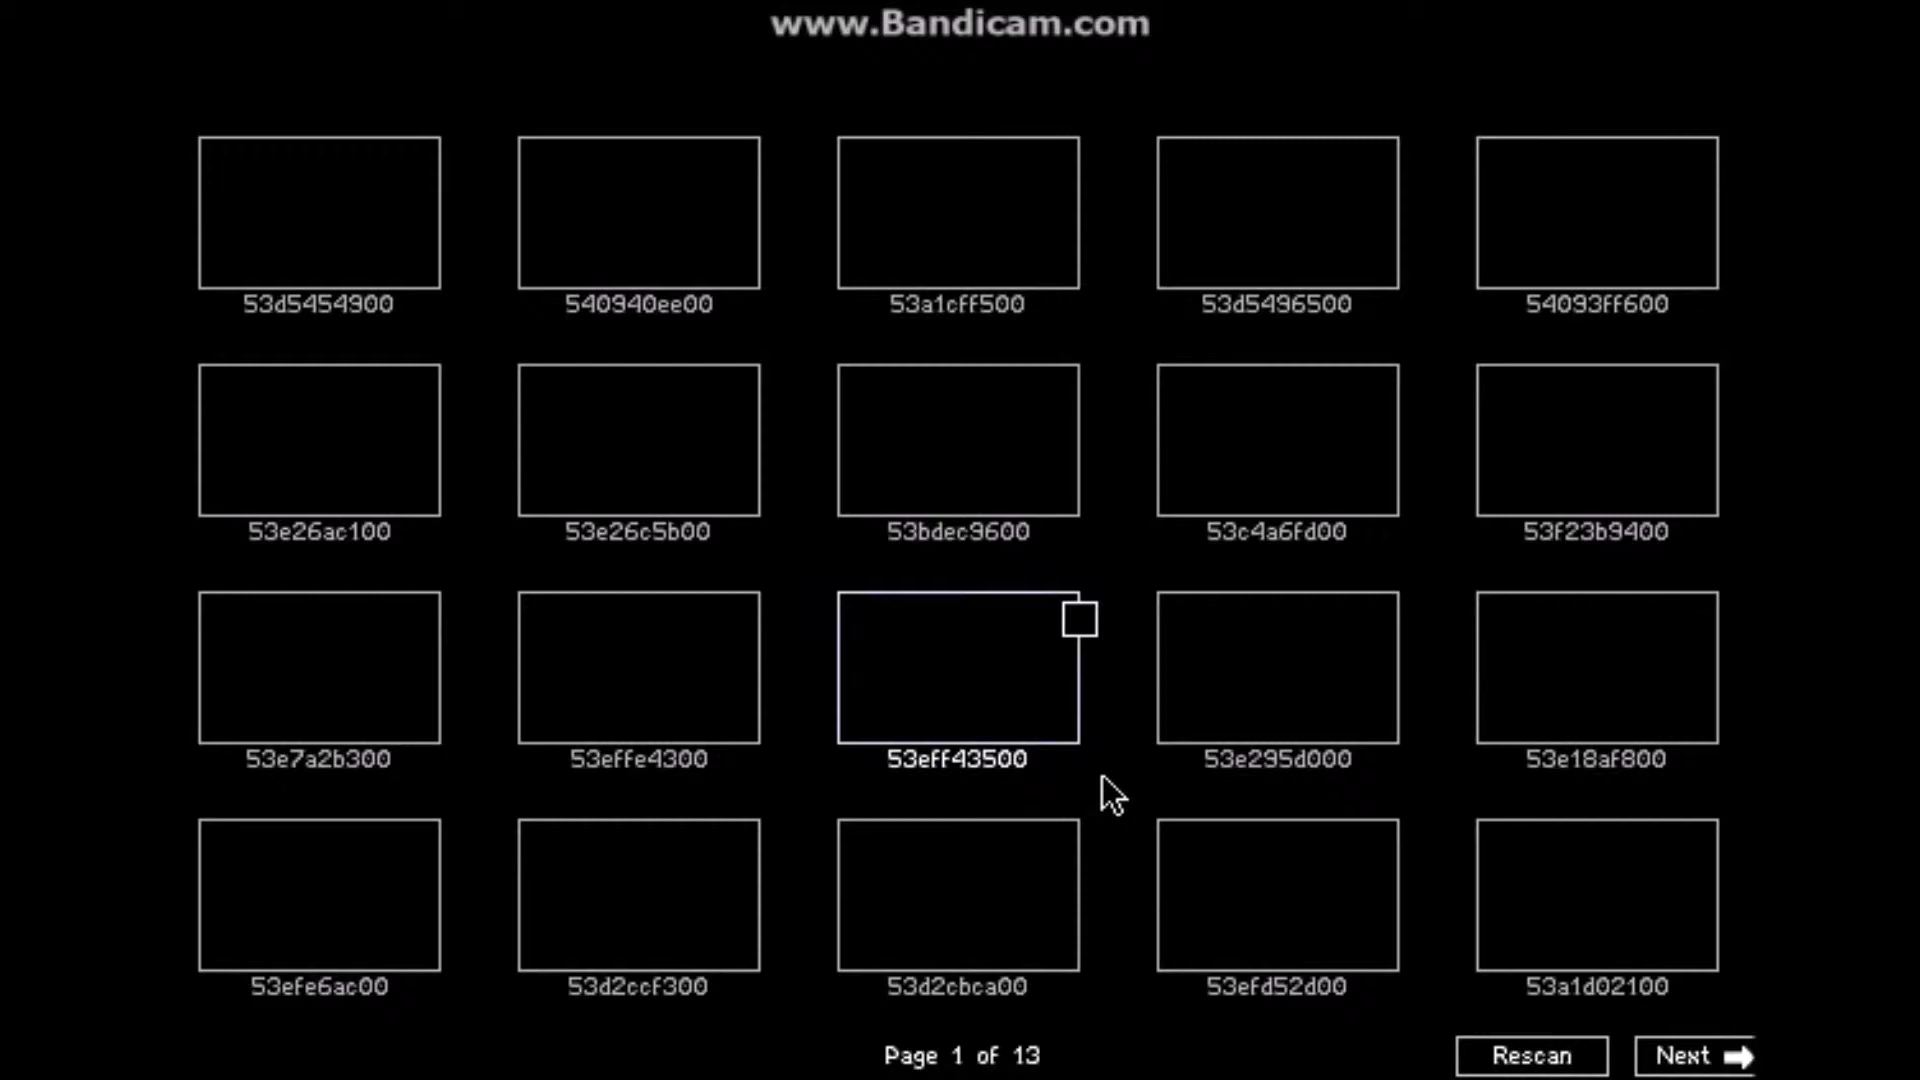 www.Bandicam.com
53d5454900 540940ee00 53a1cff500 53d5496500 54093ff600
53e26ac100 53e26c5b00 53bdec9600 53c4a6fd00 53f23b9400
53e7a2b300 53effe4300 53eff43500 53e295d000 53e18af800
53efe6ac00 53d2ccf300 53d2cbca00 53efd52d00 53a1d02100
Page 1 of 13 Rescan Next